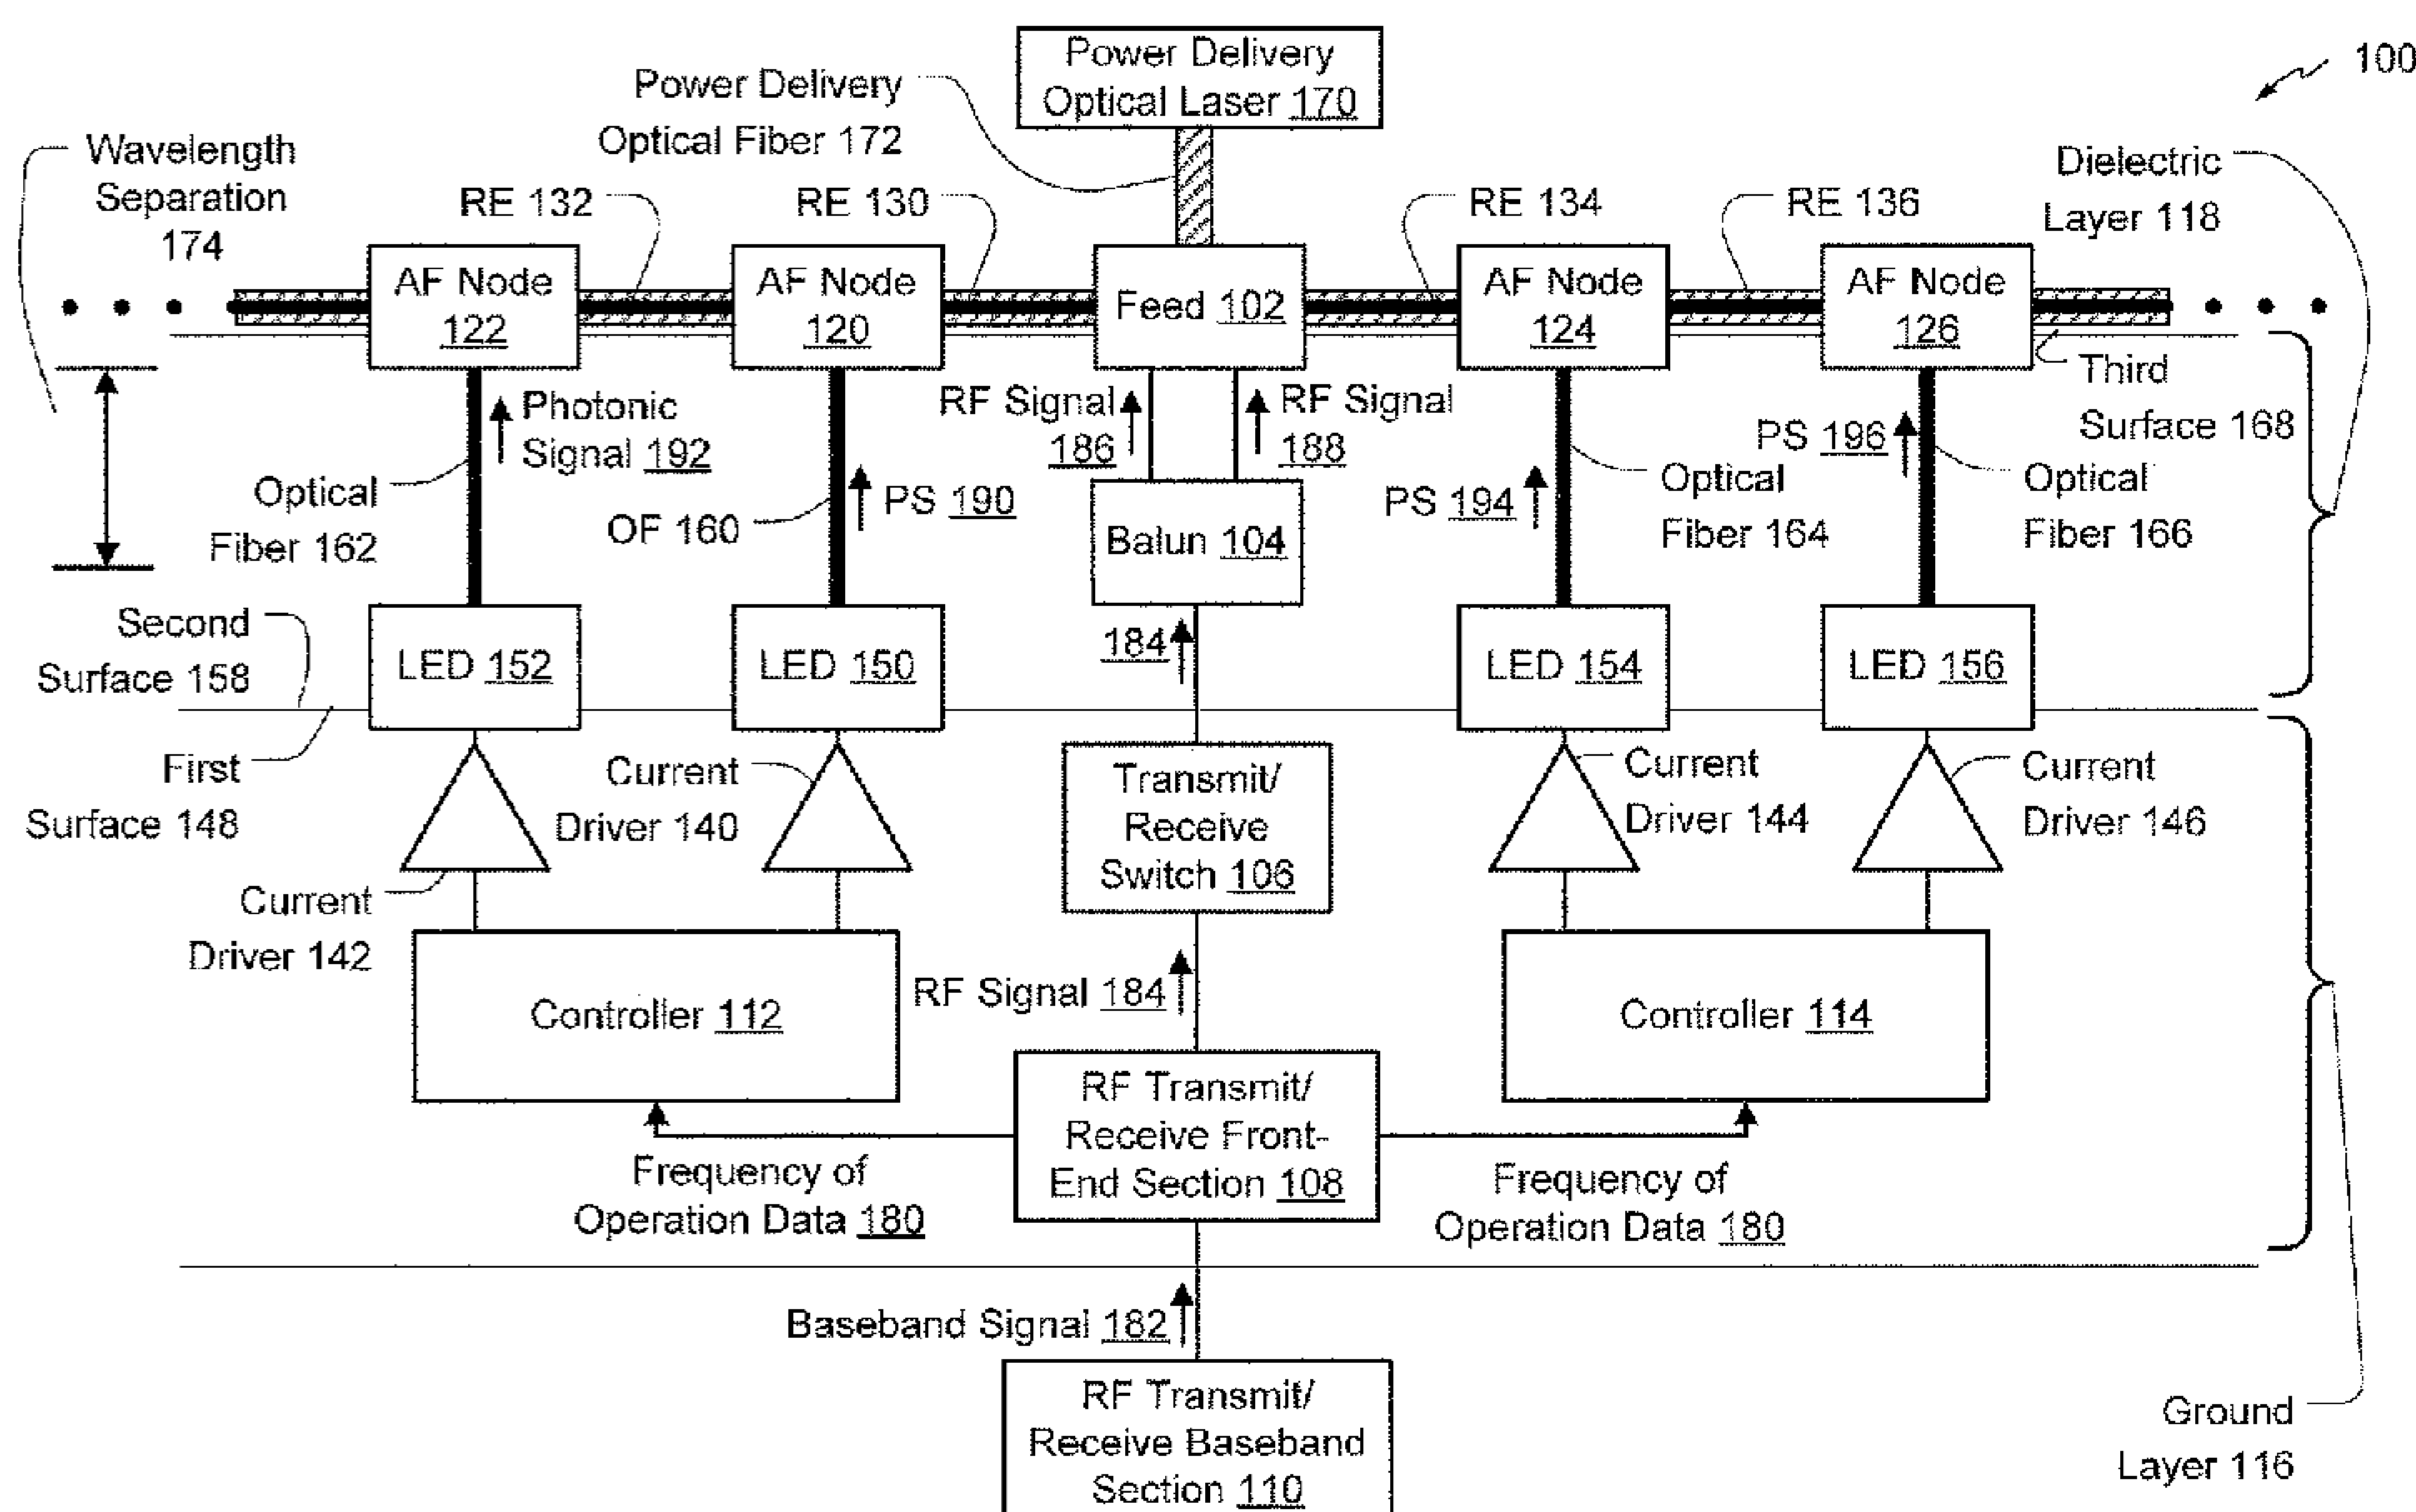 Power Delivery
Optical Laser 170
100
Power Delivery
Optical Fiber 172
Wavelength
Separation
174
RE 132
RE 130
RE 134
RE 136
Dielectric
Layer 118
AF Node
122
AF Node
120
Feed 102
AF Node
124
AF Node
126
Third
Surface 168
Photonic
Signal 192
RF Signal
186
RF Signal
188
PS 196
Optical
Fiber 162
OF 160
PS 190
PS 194
Optical
Fiber 164
Optical
Fiber 166
Balun 104
Second
Surface 158
LED 152
LED 150
184
LED 154
LED 156
First
Surface 148
Current
Driver 140
Transmit/
Receive
Switch 106
Current
Driver 144
Current
Driver 146
Current
Driver 142
Controller 112
RF Signal 184
Controller 114
RF Transmit/
Receive Front-
End Section 108
Frequency of
Operation Data 180
Frequency of
Operation Data 180
Baseband Signal 182
RF Transmit/
Receive Baseband
Section 110
Ground
Layer 116